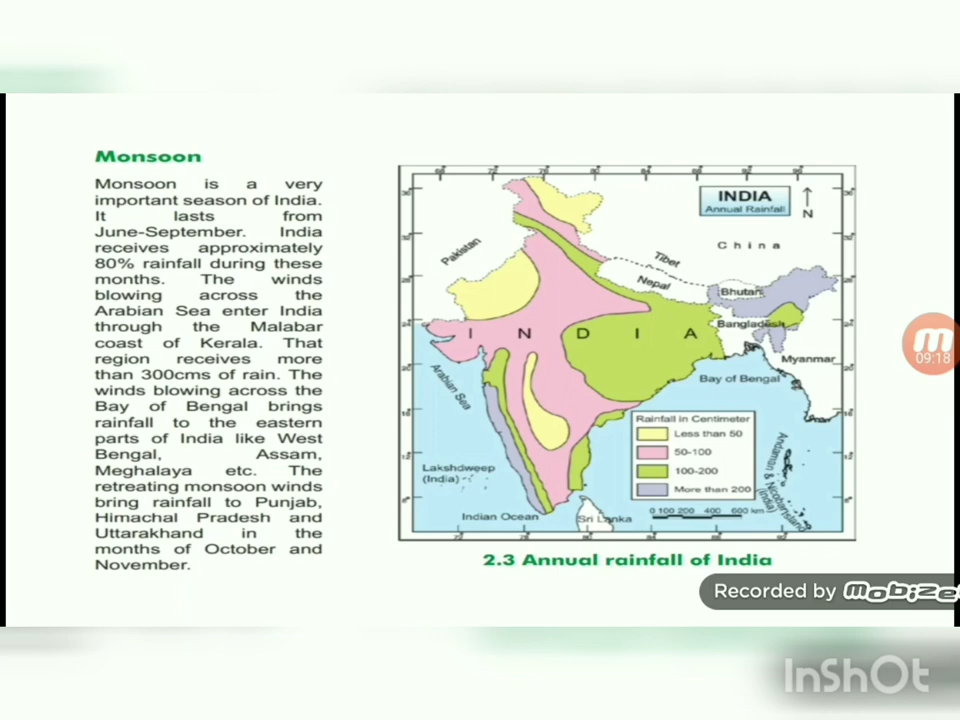 Monsoon
Monsoon is a very
important season of India.
It lasts from
June-September. India
receives approximately
80% rainfall during these
months. The winds
blowing across the
Arabian Sea enter India
through the Malabar
coast of Kerala. That
region receives more
than 300cms of rain. The
winds blowing across the
Bay of Bengal brings
rainfall to the eastern
parts of India like West
Bengal, Assam,
Meghalaya etc. The
retreating monsoon winds
bring rainfall to Punjab,
Himachal Pradesh and
Uttarakhand in the
months of October and
November.
INDIA
Annual Rainfall
N
China
Pakistan
Tibet
Nepal
Bhutan
Bangladesh
INDIA
Myanmar
Arabian Sea
Bay of Bengal
Rainfall in Centimeter
Less than 50
50-100
100-200
More than 200
0 100 200 400 600 km
Lakshdweep
(India)
Andaman & Nicobar Island
(India)
Indian Ocean
Sri Lanka
2.3 Annual rainfall of India
09:18
Recorded by
InShOt